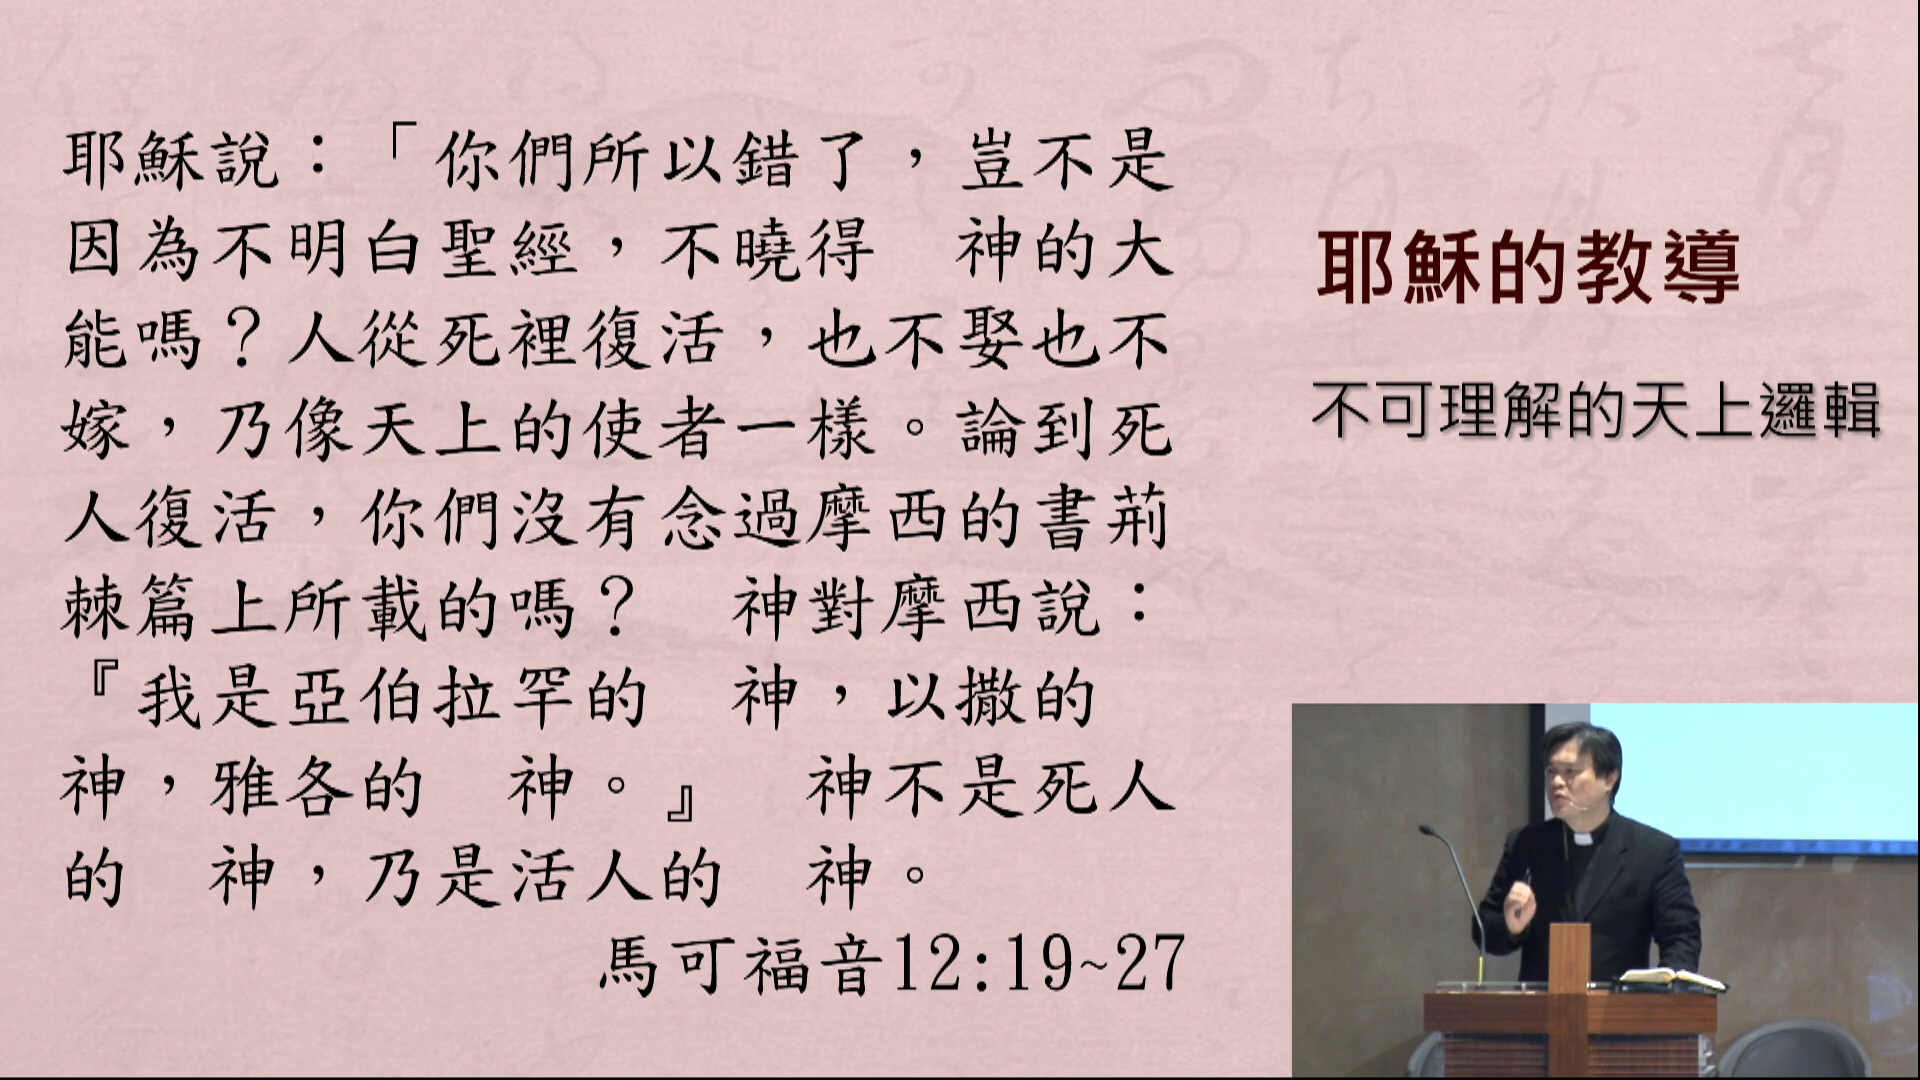 耶穌說：「你們所以錯了，豈不是
因為不明白聖經，不曉得　神的大
能嗎？人從死裡復活，也不娶也不
嫁，乃像天上的使者一樣。論到死
人復活，你們沒有念過摩西的書荊
棘篇上所載的嗎？　神對摩西說：
『我是亞伯拉罕的　神，以撒的
神，雅各的　神。』　神不是死人
的　神，乃是活人的　神。
馬可福音12:19~27
耶穌的教導
不可理解的天上邏輯